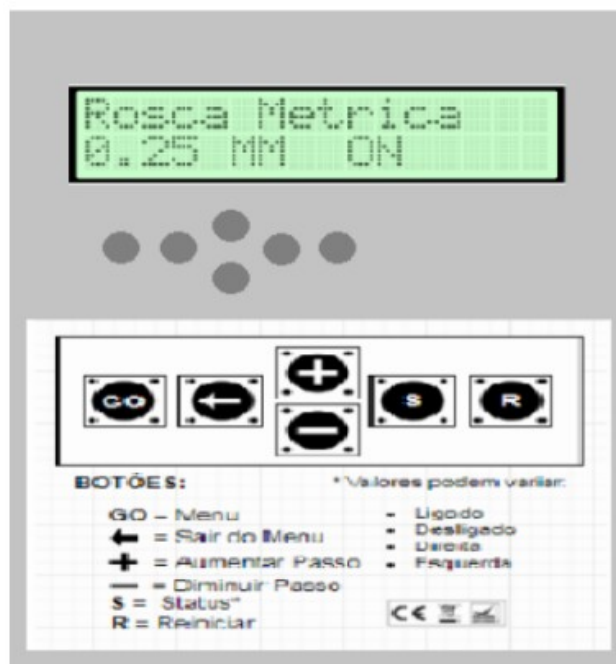 Rosca Metrica
0.25 MM ON
GO
+
←
S
R
−
BOTÕES:
* Valores podem variiar:
GO – Menu
← = Sair do Menu
+ = Aumentar Passo
− = Diminuir Passo
S = Status*
R = Reiniciar
- Ligado
- Desligado
- Direita
- Esquerda
CE